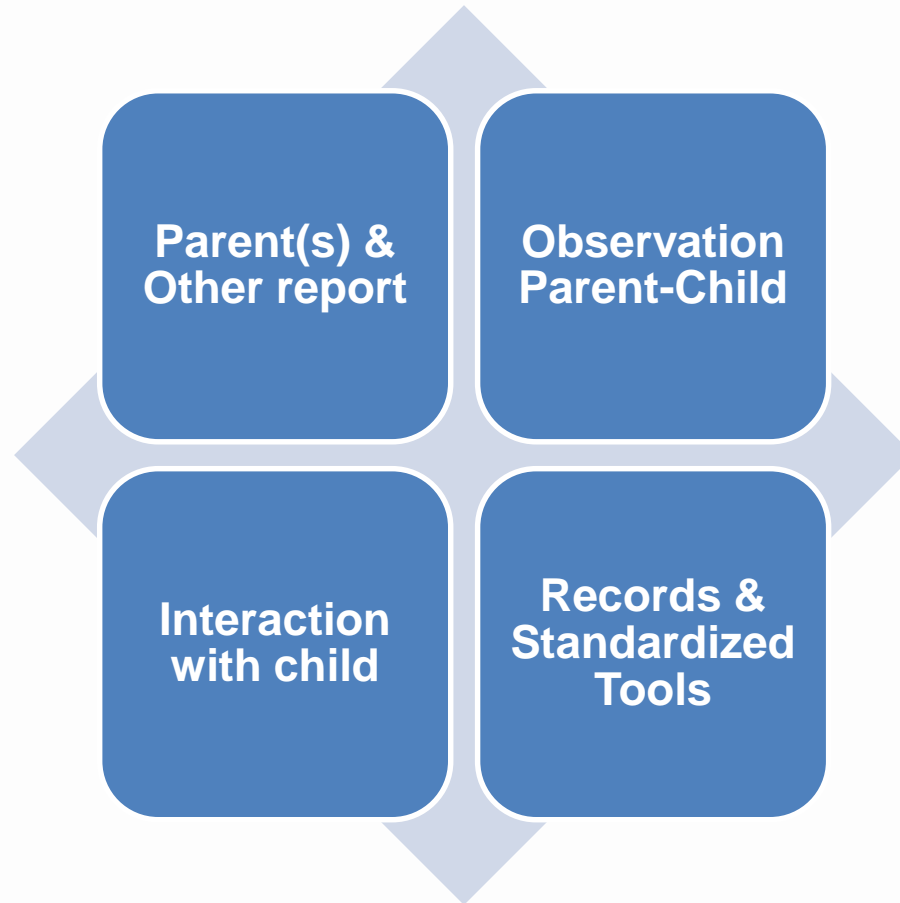 Parent(s) &
Other report
Observation
Parent-Child
Interaction
with child
Records &
Standardized
Tools